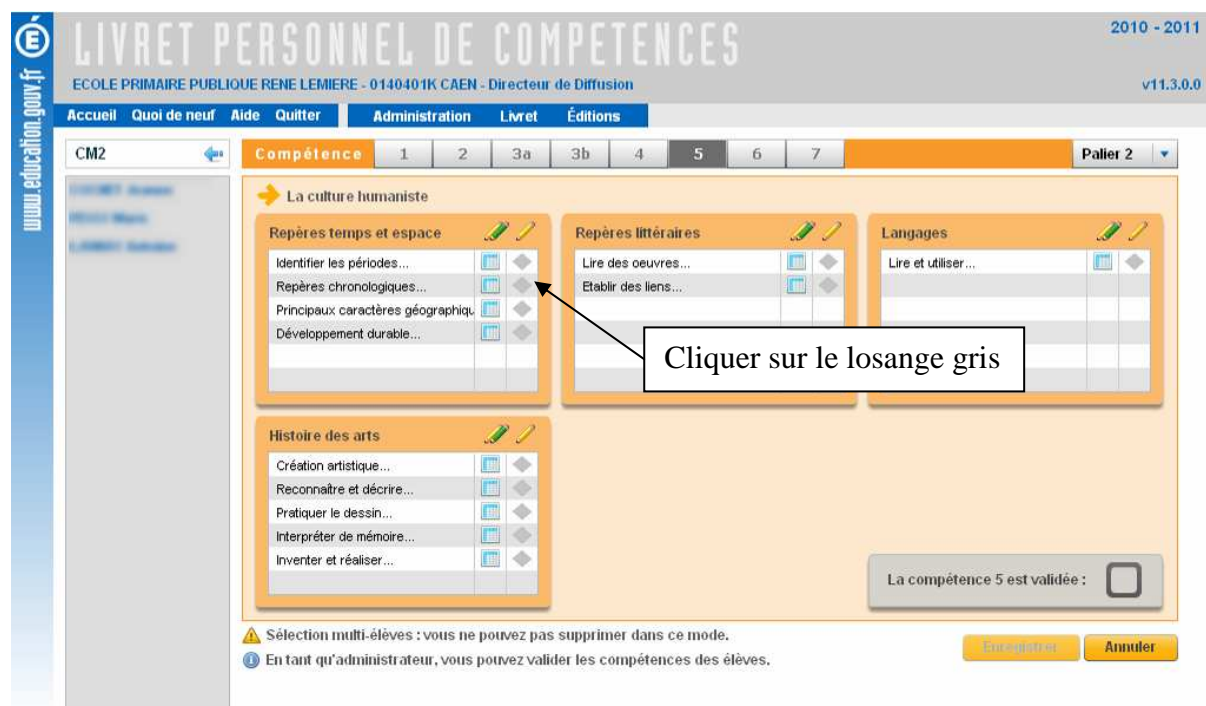 LIVRET PERSONNEL DE COMPETENCES
2010 - 2011
ECOLE PRIMAIRE PUBLIQUE RENE LEMIERE - 0140401K CAEN - Directeur de Diffusion
v11.3.0.0
www.education.gouv.fr
Accueil Quoi de neuf Aide Quitter Administration Livret Éditions
CM2
Compétence 1 2 3a 3b 4 5 6 7
Palier 2
La culture humaniste
Repères temps et espace
Identifier les périodes...
Repères chronologiques...
Principaux caractères géographiqu
Développement durable...
Repères littéraires
Lire des oeuvres...
Etablir des liens...
Langages
Lire et utiliser...
Cliquer sur le losange gris
Histoire des arts
Création artistique...
Reconnaître et décrire...
Pratiquer le dessin...
Interpréter de mémoire...
Inventer et réaliser...
La compétence 5 est validée :
Sélection multi-élèves : vous ne pouvez pas supprimer dans ce mode.
En tant qu'administrateur, vous pouvez valider les compétences des élèves.
Enregistrer
Annuler